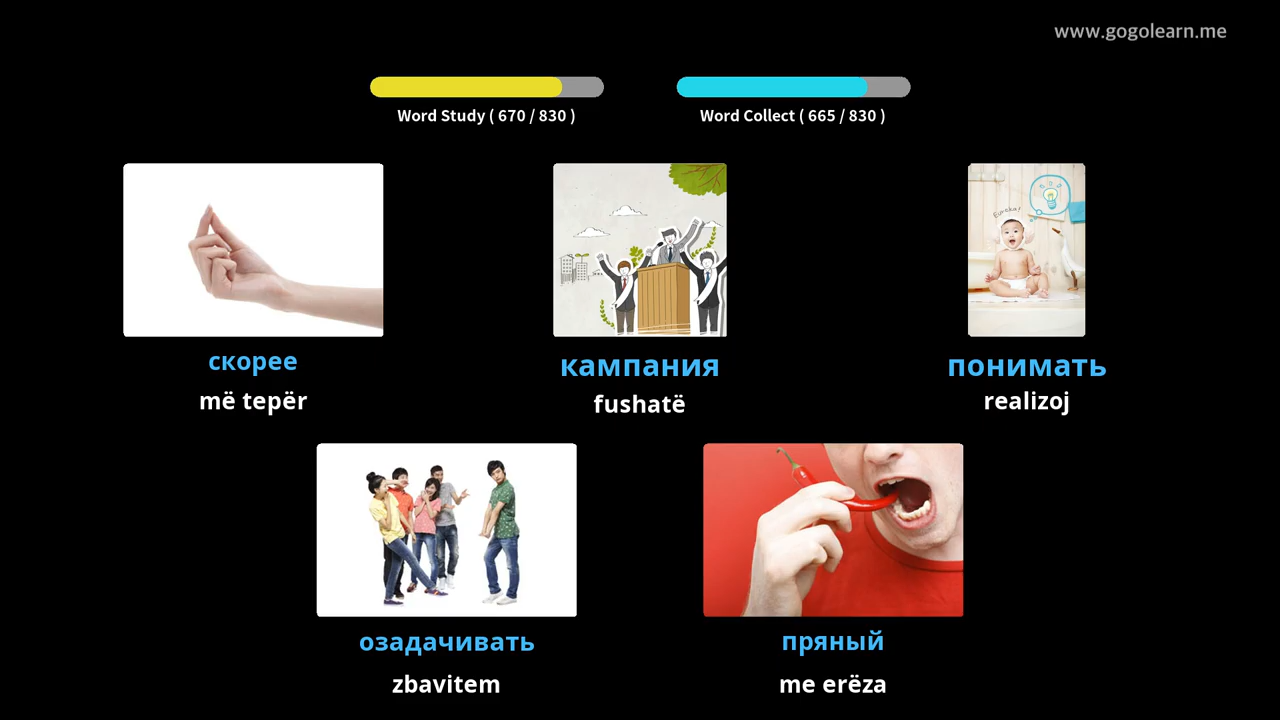 www.gogolearn.me
Word Study ( 670 / 830 )
Word Collect ( 665 / 830 )
Eureka!
скорее
më tepër
кампания
fushatë
понимать
realizoj
озадачивать
zbavitem
пряный
me erëza